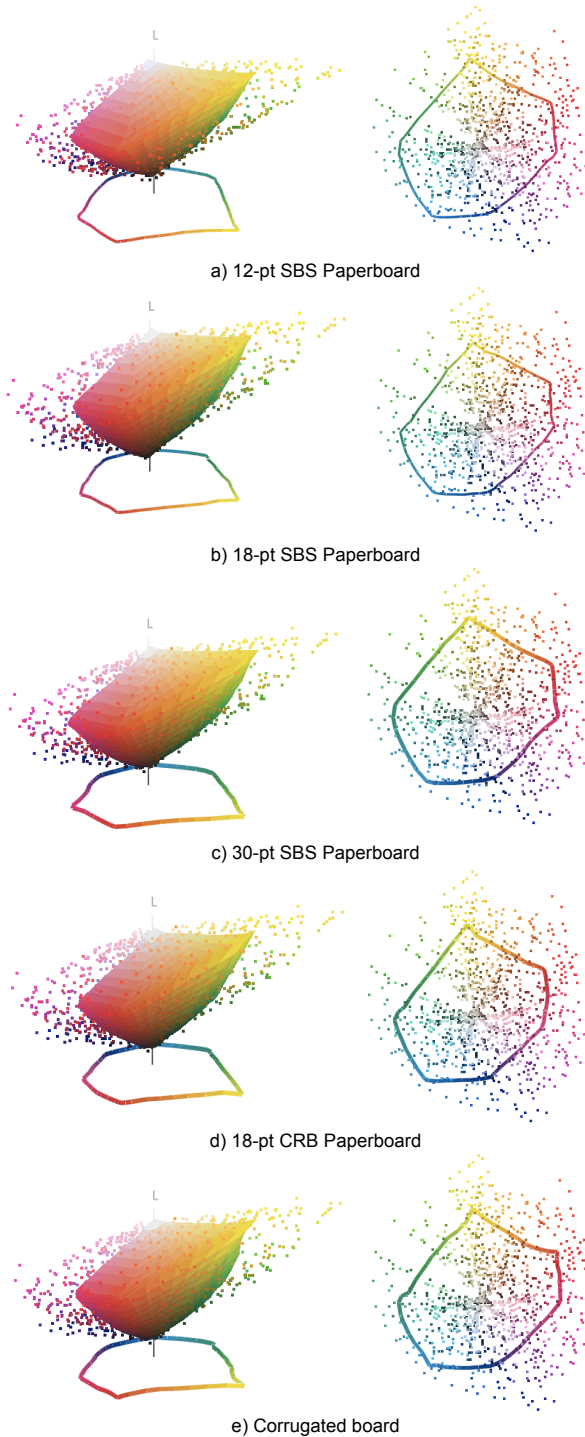 L
a) 12-pt SBS Paperboard
L
b) 18-pt SBS Paperboard
L
c) 30-pt SBS Paperboard
L
d) 18-pt CRB Paperboard
L
e) Corrugated board